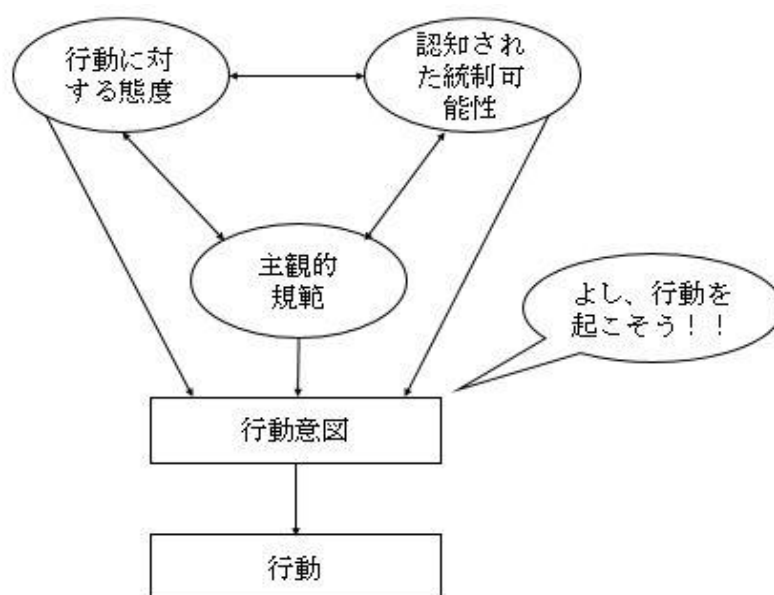 行動に対
する態度
認知され
た統制可
能性
主観的
規範
よし、行動を
起こそう！！
行動意図
行動